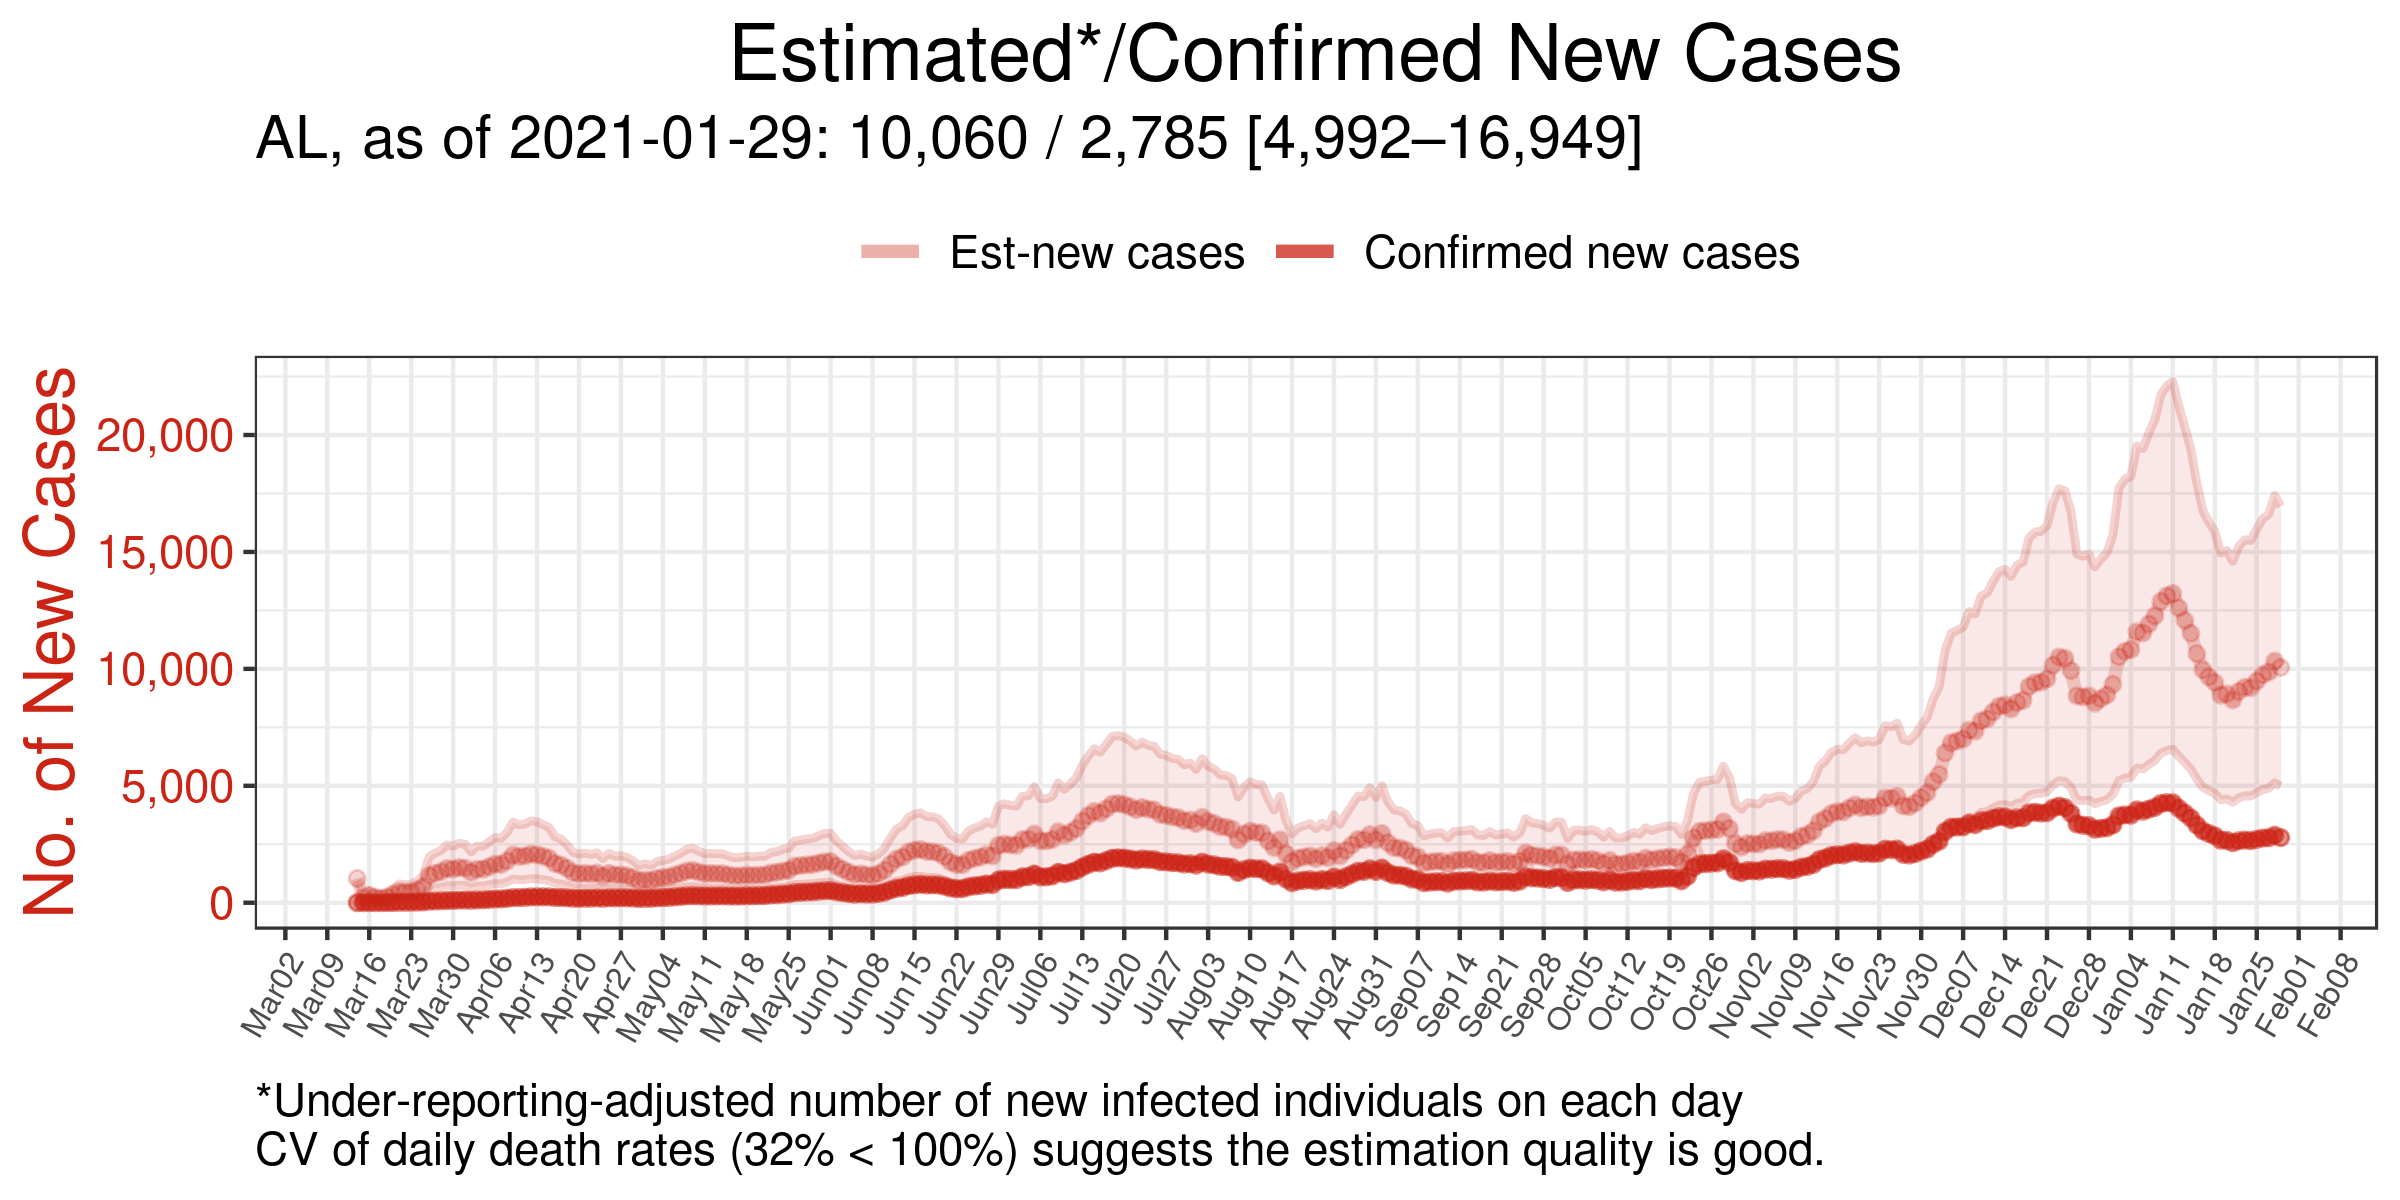 Estimated*/Confirmed New Cases
AL, as of 2021-01-29: 10,060 / 2,785 [4,992–16,949]
Est-new cases Confirmed new cases
No. of New Cases
20,000
15,000
10,000
5,000
0
Mar02 Mar09 Mar16 Mar23 Mar30 Apr06 Apr13 Apr20 Apr27 May04 May11 May18 May25 Jun01 Jun08 Jun15 Jun22 Jun29 Jul06 Jul13 Jul20 Jul27 Aug03 Aug10 Aug17 Aug24 Aug31 Sep07 Sep14 Sep21 Sep28 Oct05 Oct12 Oct19 Oct26 Nov02 Nov09 Nov16 Nov23 Nov30 Dec07 Dec14 Dec21 Dec28 Jan04 Jan11 Jan18 Jan25 Feb01 Feb08
*Under-reporting-adjusted number of new infected individuals on each day
CV of daily death rates (32% < 100%) suggests the estimation quality is good.